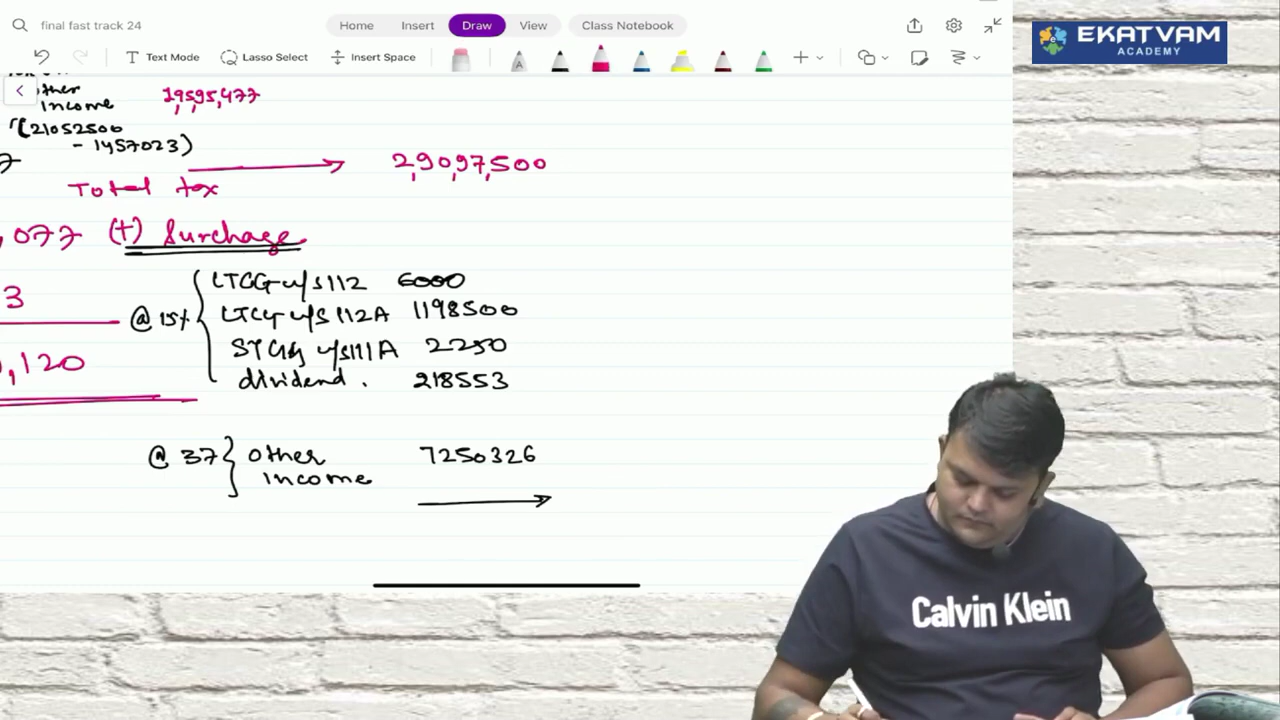 final fast track 24
Home Insert Draw View Class Notebook
Text Mode Lasso Select Insert Space
EKATVAM
ACADEMY
other
income 19595,477
(21052500
- 1457023)
Total tax 2,90,97,500
,077 (+) Surchage
3
,120
@ 15%
LTCG u/s 112 6000
LTCG u/s 112A 1198500
STCG u/s 111A 2250
dividend. 218553
@ 37 } other 7250326
income
Calvin Klein